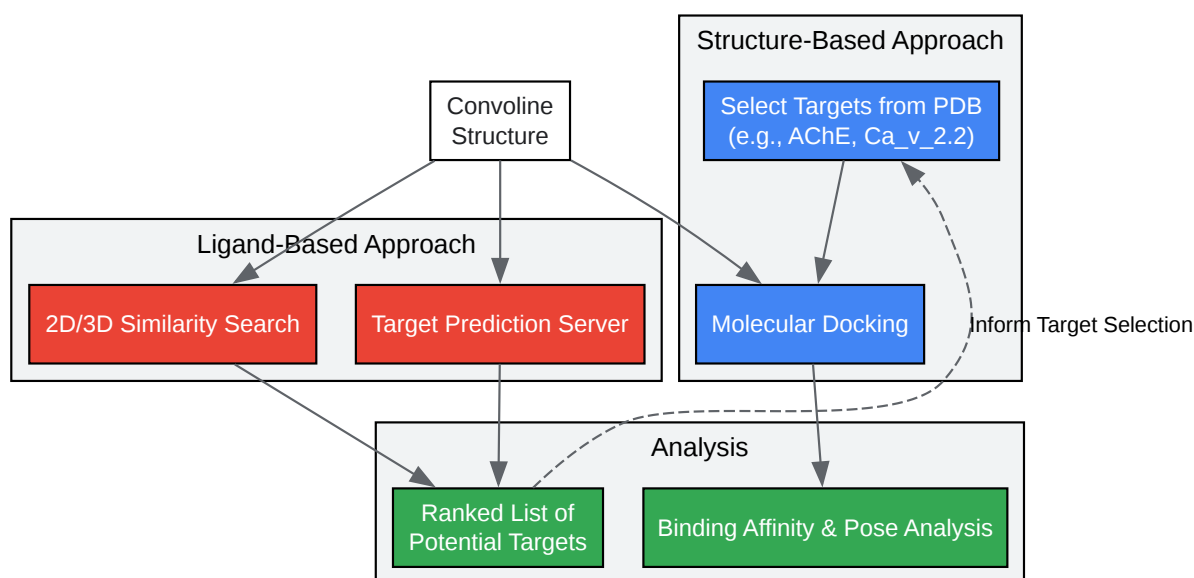 Structure-Based Approach
Convoline
Structure
Select Targets from PDB
(e.g., AChE, Ca_v_2.2)
Ligand-Based Approach
2D/3D Similarity Search
Target Prediction Server
Molecular Docking
Inform Target Selection
Analysis
Ranked List of
Potential Targets
Binding Affinity & Pose Analysis